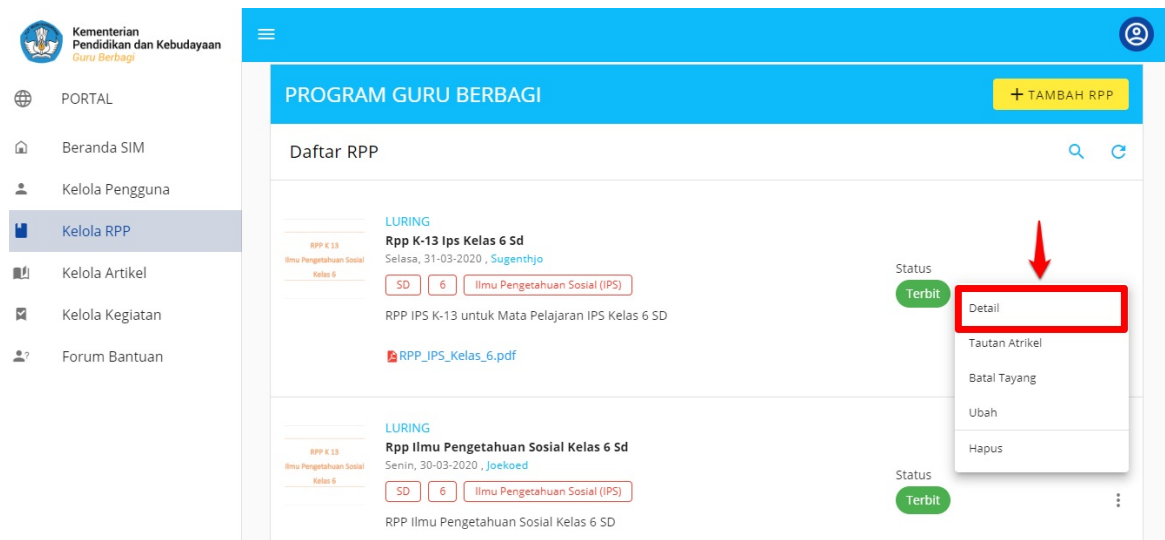 Kementerian
Pendidikan dan Kebudayaan
Guru Berbagi
PORTAL
Beranda SIM
Kelola Pengguna
Kelola RPP
Kelola Artikel
Kelola Kegiatan
Forum Bantuan
PROGRAM GURU BERBAGI
+ TAMBAH RPP
Daftar RPP
RPP K 13
Ilmu Pengetahuan Sosial
Kelas 6
LURING
Rpp K-13 Ips Kelas 6 Sd
Selasa, 31-03-2020 , Sugenthjo
SD 6 Ilmu Pengetahuan Sosial (IPS)
RPP IPS K-13 untuk Mata Pelajaran IPS Kelas 6 SD
RPP_IPS_Kelas_6.pdf
Status
Terbit
Detail
Tautan Atrikel
Batal Tayang
Ubah
Hapus
RPP K 13
Ilmu Pengetahuan Sosial
Kelas 6
LURING
Rpp Ilmu Pengetahuan Sosial Kelas 6 Sd
Senin, 30-03-2020 , Joekoed
SD 6 Ilmu Pengetahuan Sosial (IPS)
RPP Ilmu Pengetahuan Sosial Kelas 6 SD
Status
Terbit